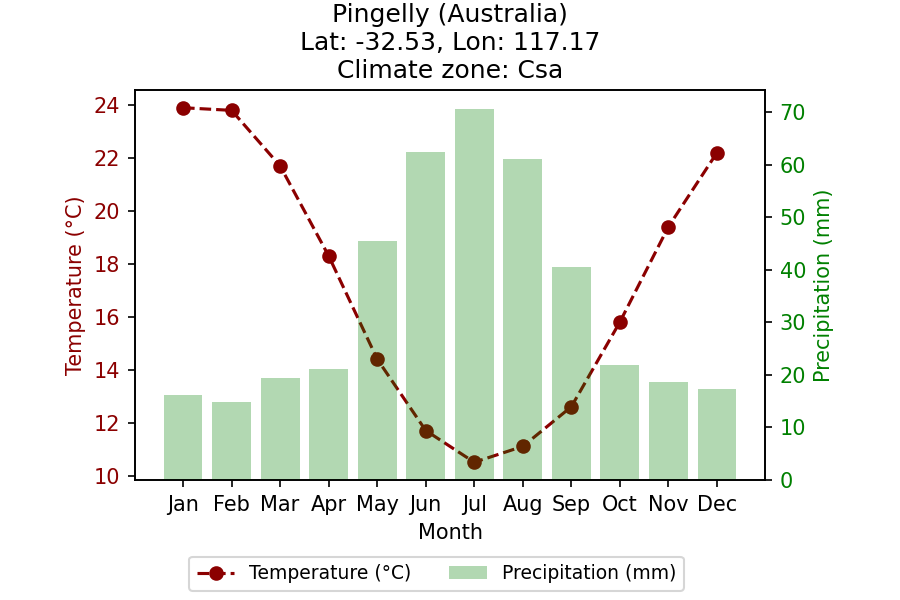 Pingelly (Australia)
Lat: -32.53, Lon: 117.17
Climate zone: Csa
24
22
20
18
16
14
12
10
Temperature (°C)
70
60
50
40
30
20
10
0
Precipitation (mm)
Jan Feb Mar Apr May Jun Jul Aug Sep Oct Nov Dec
Month
Temperature (°C) Precipitation (mm)